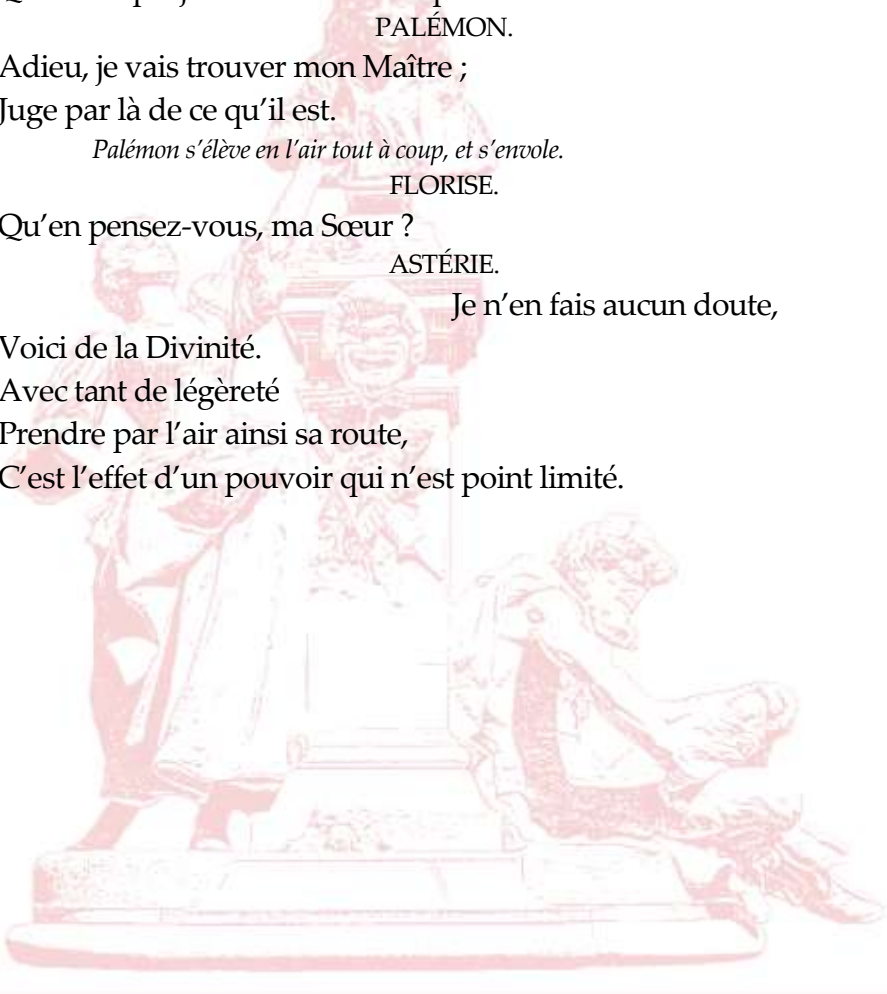 PALÉMON.
Adieu, je vais trouver mon Maître ;
Juge par là de ce qu’il est.
Palémon s’élève en l’air tout à coup, et s’envole.
FLORISE.
Qu’en pensez-vous, ma Sœur ?
ASTÉRIE.
Je n’en fais aucun doute,
Voici de la Divinité.
Avec tant de légèreté
Prendre par l’air ainsi sa route,
C’est l’effet d’un pouvoir qui n’est point limité.